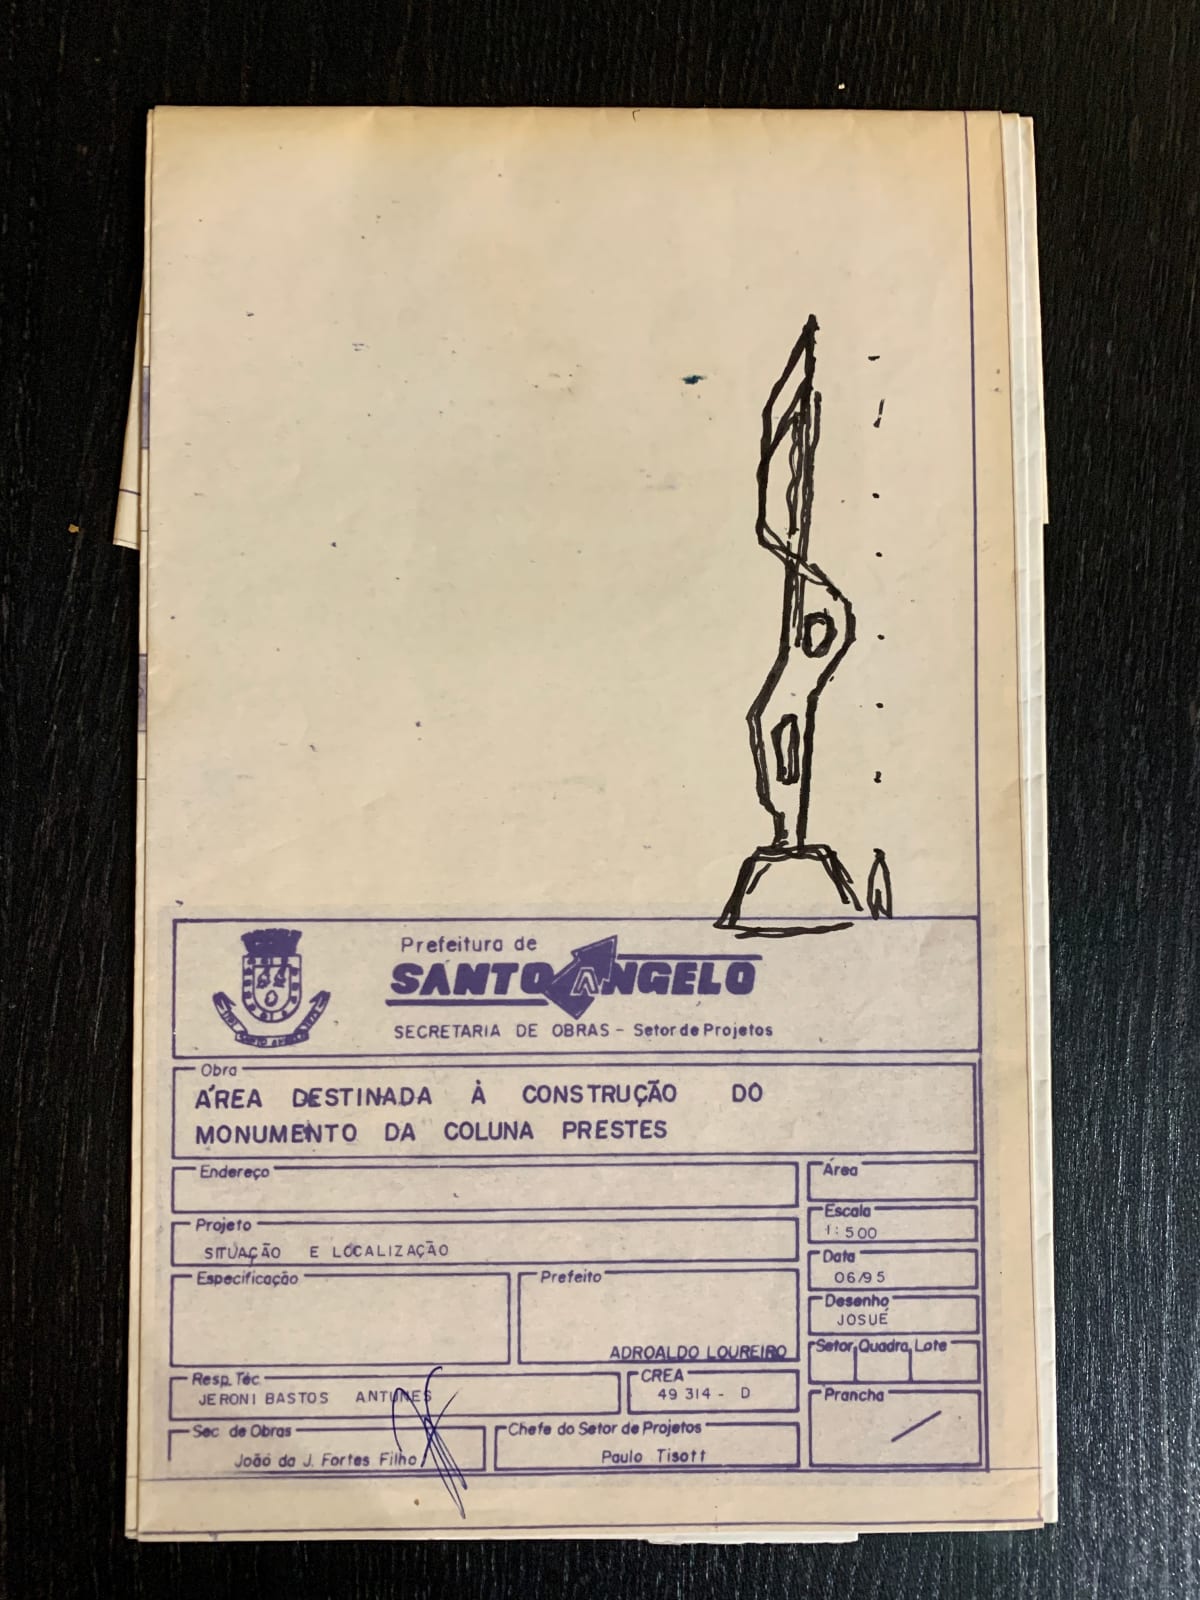 Prefeitura de
SANTO ANGELO
SECRETARIA DE OBRAS - Setor de Projetos
Obra
ÁREA DESTINADA À CONSTRUÇÃO DO
MONUMENTO DA COLUNA PRESTES
Endereço
Área
Projeto
SITUAÇÃO E LOCALIZAÇÃO
Escala
1:500
Data
06/95
Especificação
Prefeito
ADROALDO LOUREIRO
Desenho
JOSUÉ
Setor Quadra Lote
Resp. Téc.
JERONI BASTOS ANTUNES
CREA
49 314 - D
Prancha
Sec de Obras
João da J. Fortes Filho
Chefe do Setor de Projetos
Paulo Tisott